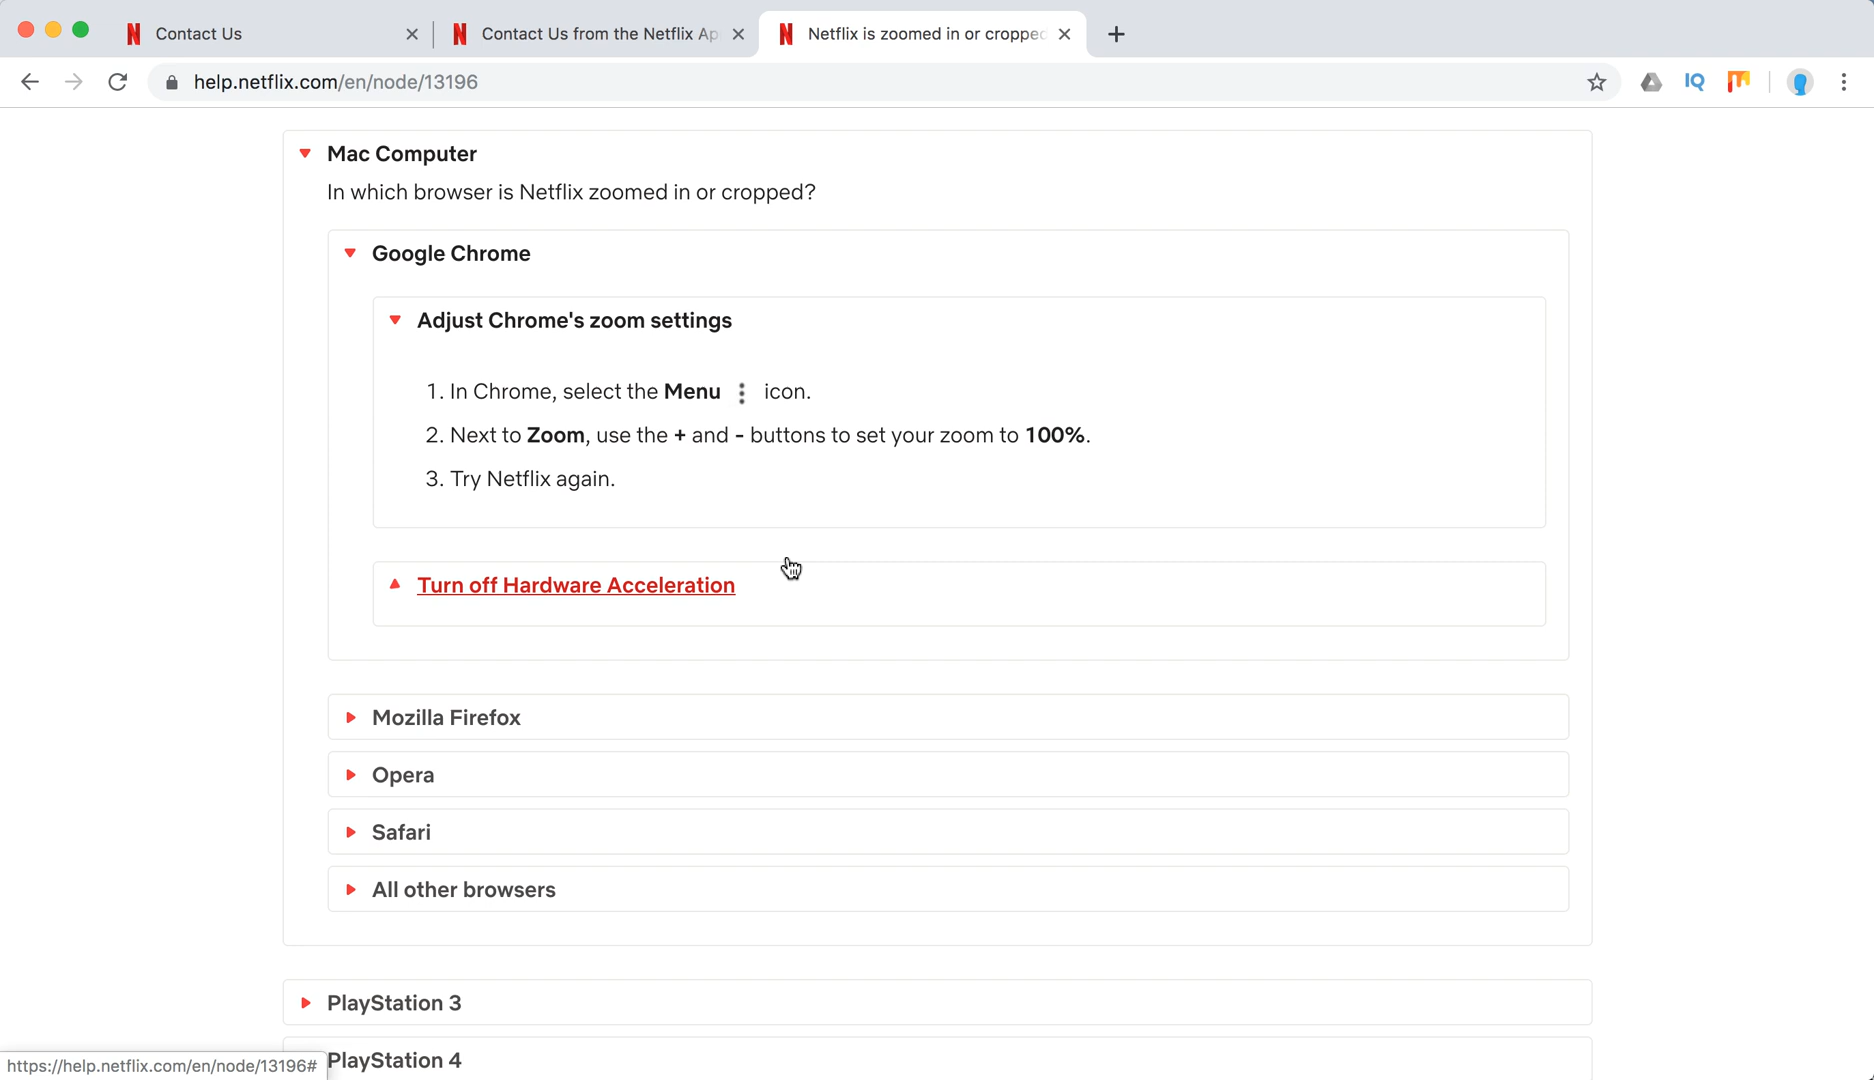 Contact Us
Contact Us from the Netflix Ap
Netflix is zoomed in or cropped
help.netflix.com/en/node/13196
IQ
Mac Computer
In which browser is Netflix zoomed in or cropped?
Google Chrome
Adjust Chrome's zoom settings
1. In Chrome, select the Menu ⋮ icon.
2. Next to Zoom, use the + and - buttons to set your zoom to 100%.
3. Try Netflix again.
Turn off Hardware Acceleration
Mozilla Firefox
Opera
Safari
All other browsers
PlayStation 3
PlayStation 4
https://help.netflix.com/en/node/13196#